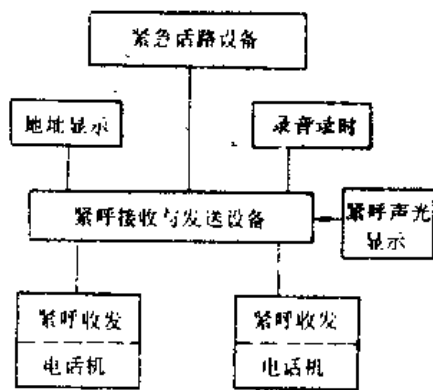 紧急话路设备
地址显示
录音录时
紧呼接收与发送设备
紧呼声光
显示
紧呼收发
电话机
紧呼收发
电话机